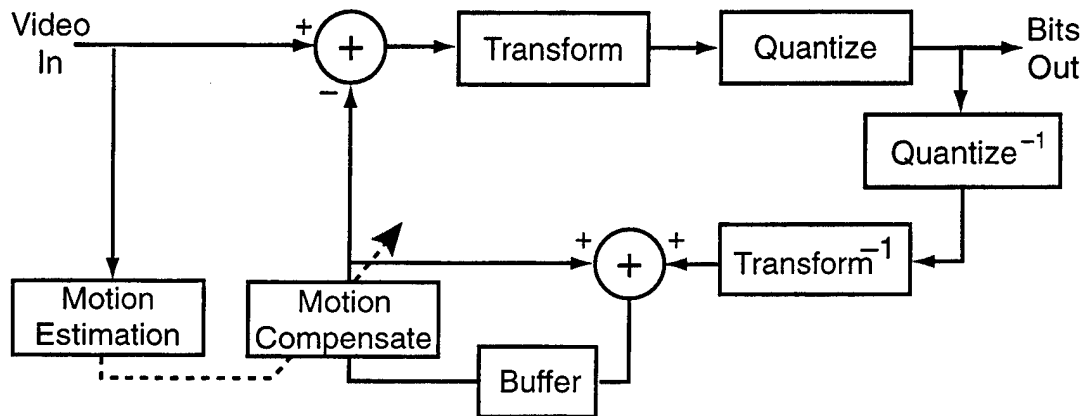 Video
In
+
+
−
Transform
Quantize
Bits
Out
Quantize⁻¹
+
+
+
Transform⁻¹
Motion
Estimation
Motion
Compensate
Buffer